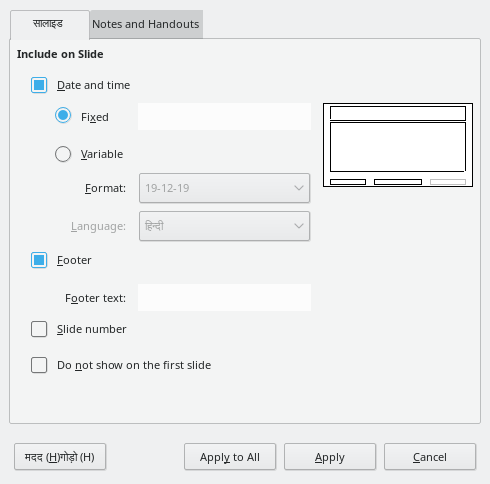 सालाइड
Notes and Handouts
Include on Slide
Date and time
Fixed
Variable
Format: 19-12-19
Language: हिन्दी
Footer
Footer text:
Slide number
Do not show on the first slide
मदद (H)गोड़ो (H) Apply to All Apply Cancel